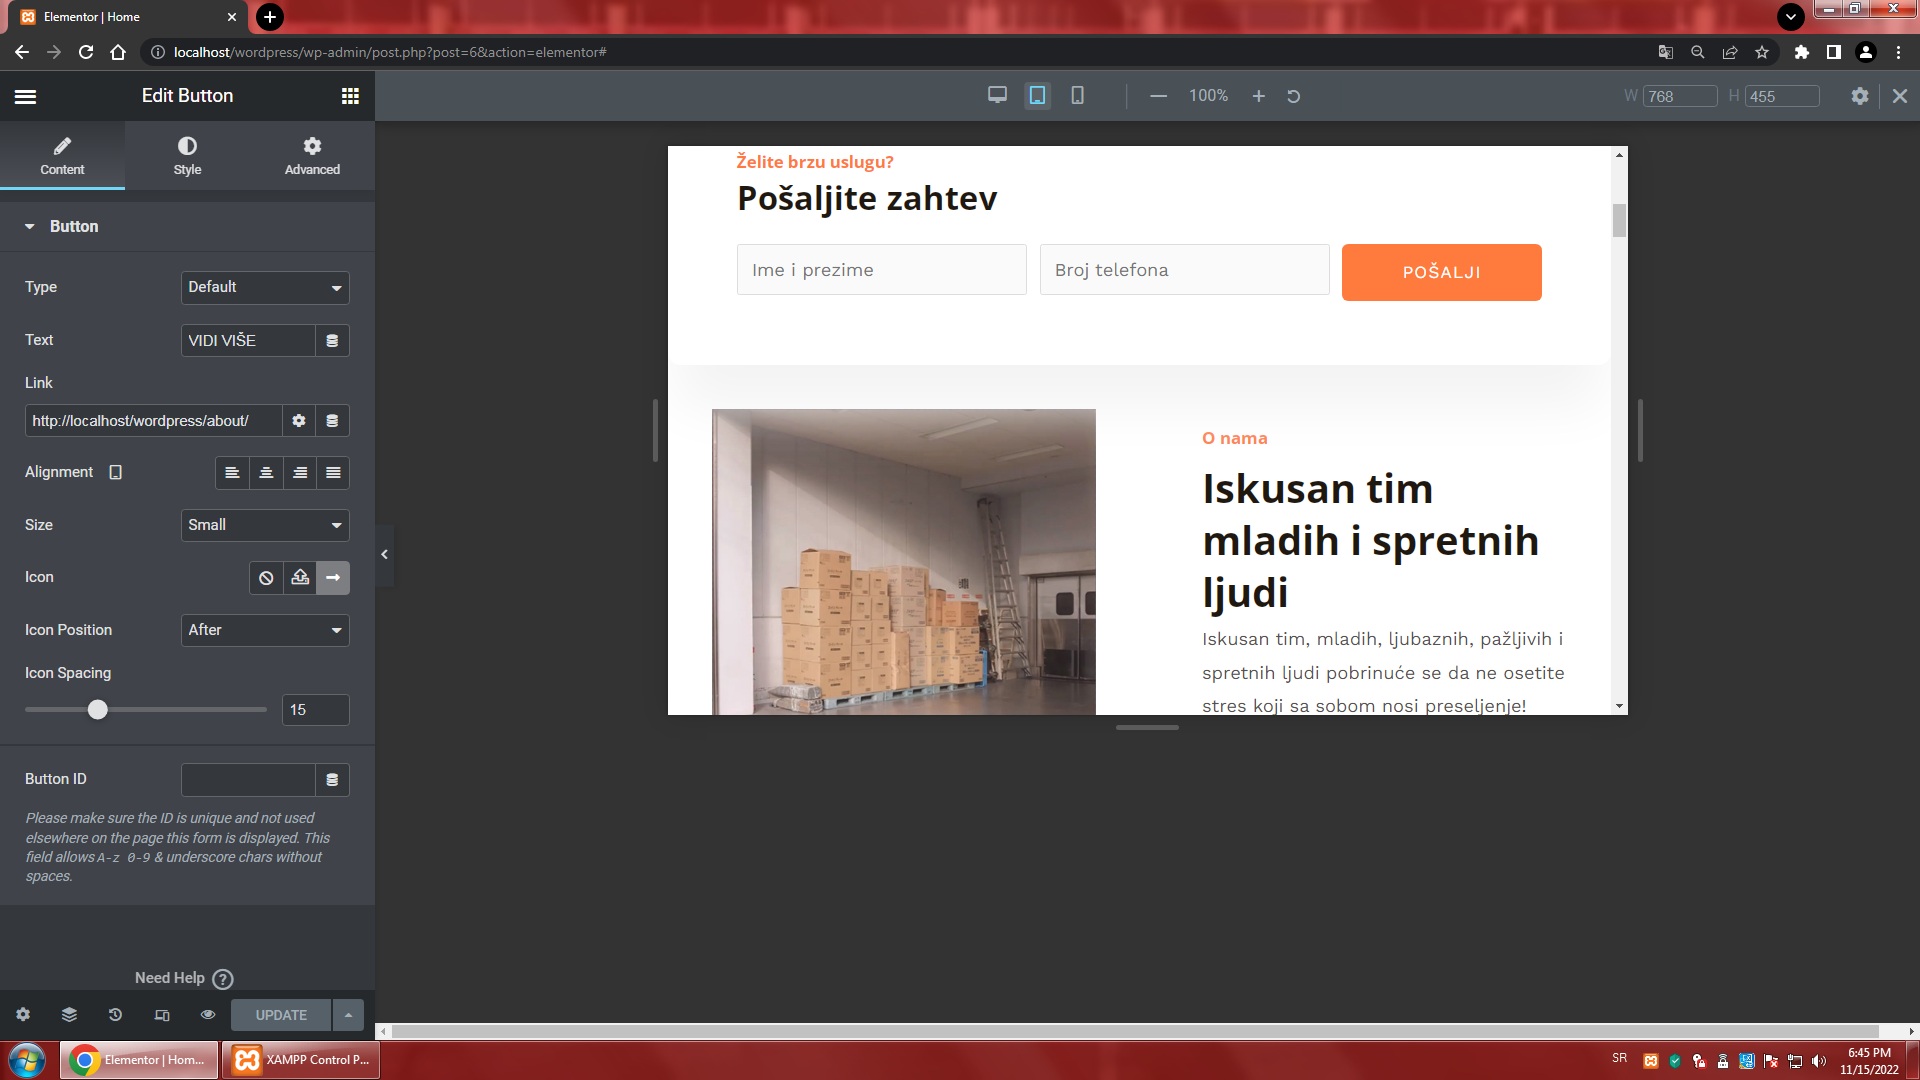 Elementor | Home
localhost/wordpress/wp-admin/post.php?post=6&action=elementor#
Edit Button
100%
W 768 H 455
Content
Style
Advanced
Button
Type Default
Text VIDI VIŠE
Link
http://localhost/wordpress/about/
Alignment
Size Small
Icon
Icon Position After
Icon Spacing
15
Button ID
Please make sure the ID is unique and not used
elsewhere on the page this form is displayed. This
field allows A-z 0-9 & underscore chars without
spaces.
Need Help ?
UPDATE
Želite brzu uslugu?
Pošaljite zahtev
Ime i prezime
Broj telefona
POŠALJI
O nama
Iskusan tim
mladih i spretnih
ljudi
Iskusan tim, mladih, ljubaznih, pažljivih i
spretnih ljudi pobrinuće se da ne osetite
stres koji sa sobom nosi preseljenje!
Elementor | Hom...
XAMPP Control P...
SR
6:45 PM
11/15/2022